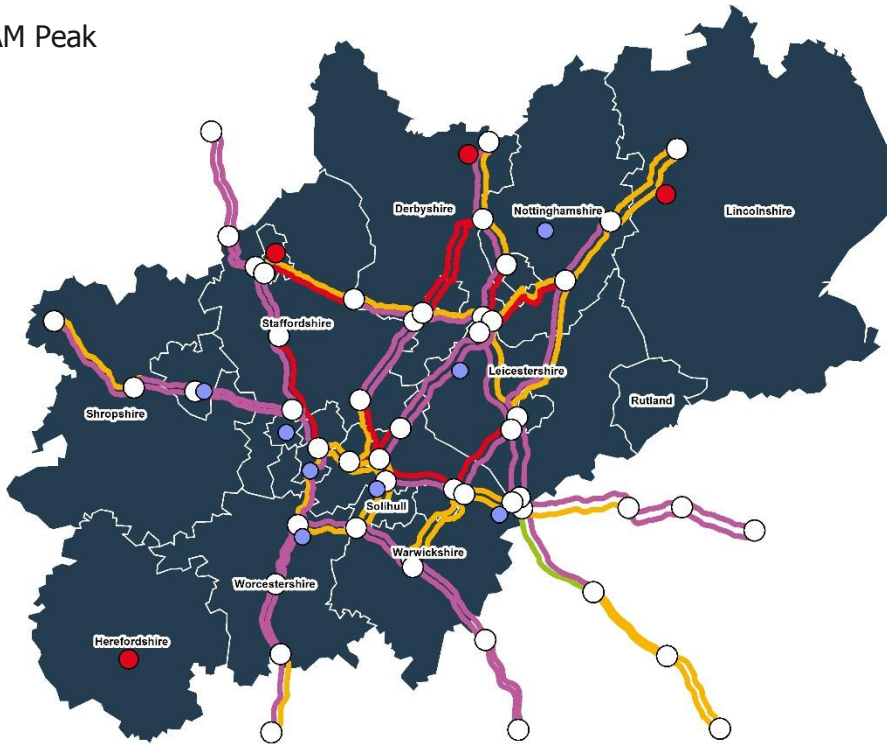 AM Peak
Derbyshire
Nottinghamshire
Lincolnshire
Staffordshire
Leicestershire
Rutland
Shropshire
Solihull
Warwickshire
Worcestershire
Herefordshire